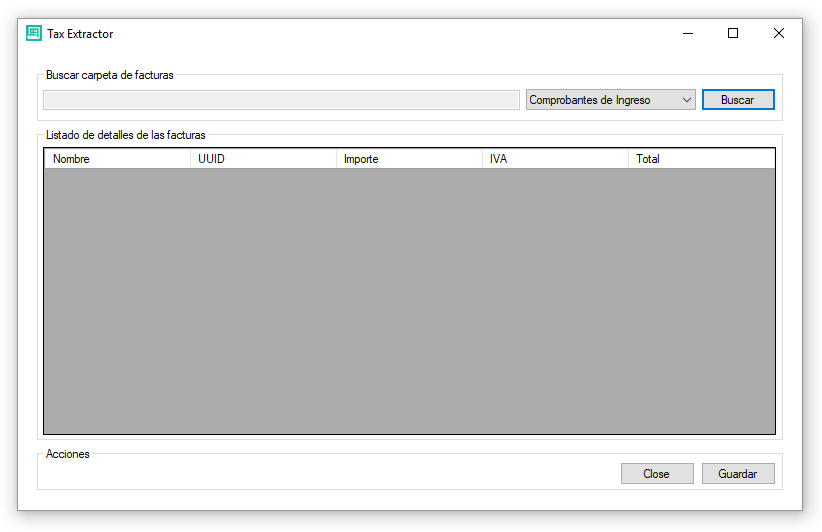 Tax Extractor
Buscar carpeta de facturas
Comprobantes de Ingreso Buscar
Listado de detalles de las facturas
Nombre UUID Importe IVA Total
Acciones
Close Guardar